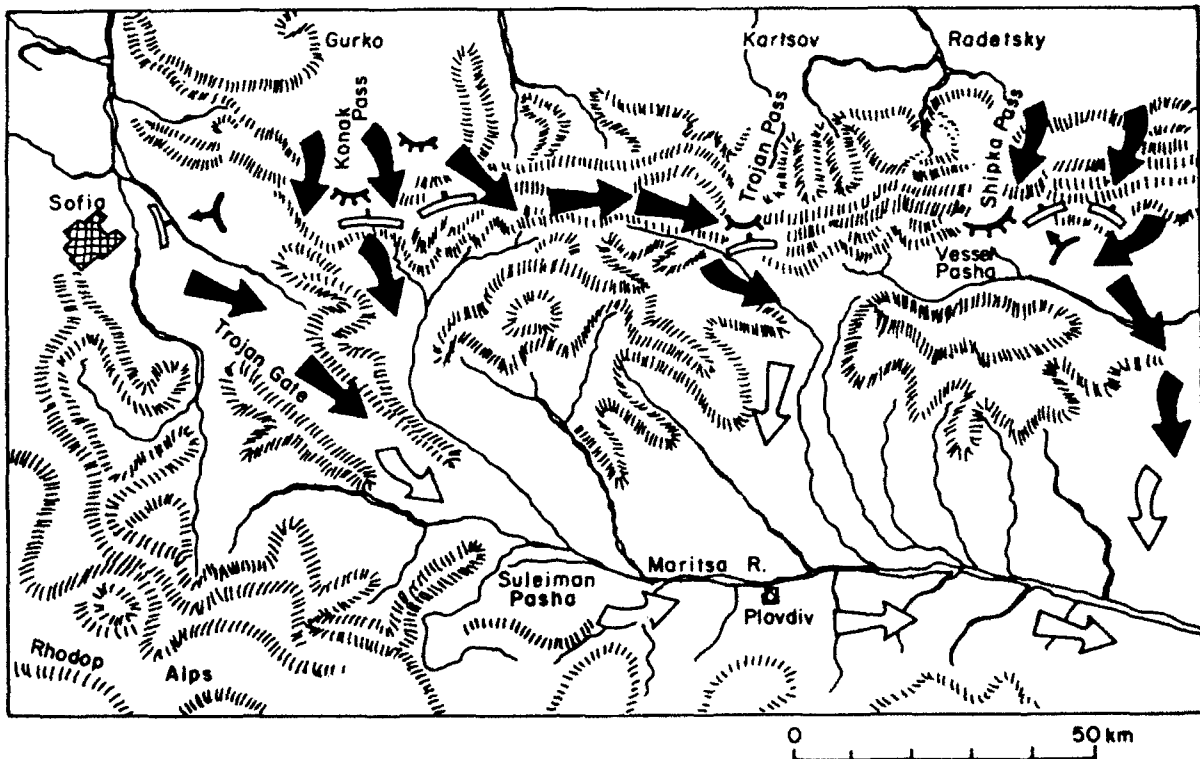 Gurko
Kartsov
Radetsky
Konak
Pass
Trojan Pass
Shipka Pass
Sofia
Vessel
Pasha
Trojan
Gate
Maritsa R.
Suleiman
Pasha
Plovdiv
Rhodop
Alps
0 50 km